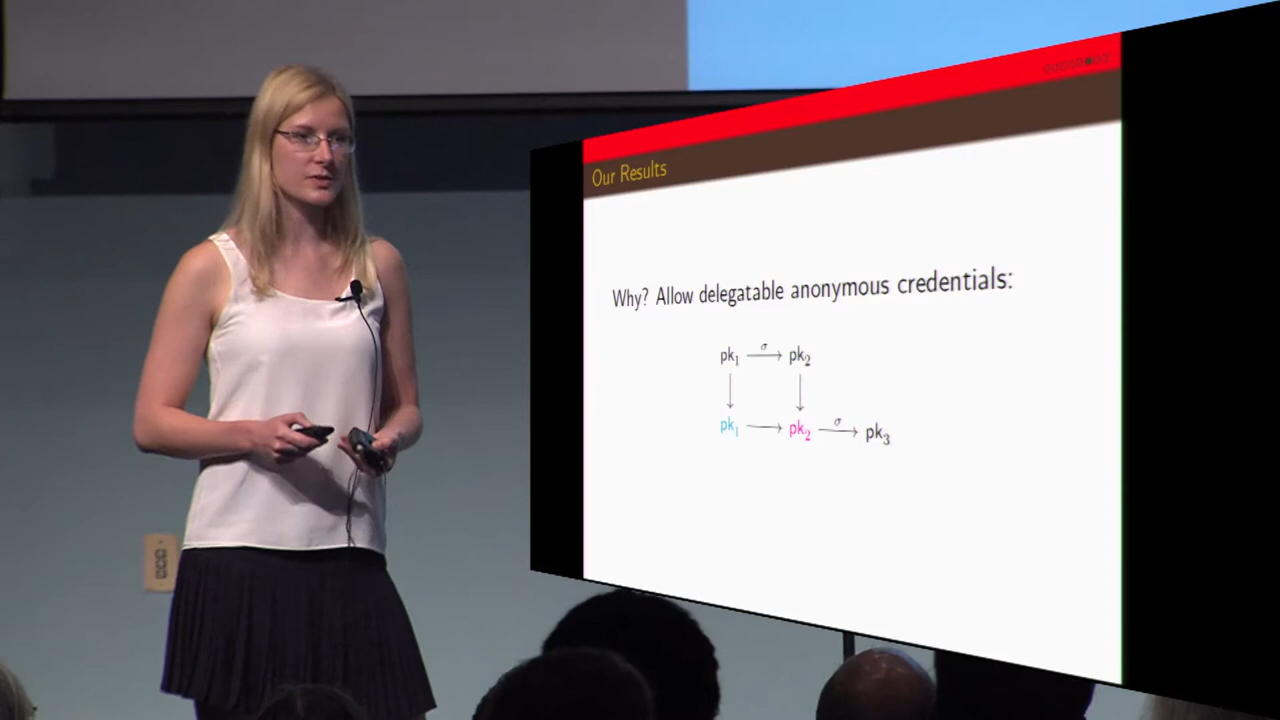 Our Results
Why? Allow delegatable anonymous credentials:
pk₁ →σ pk₂
↓ ↓
pk₁ → pk₂ →σ pk₃